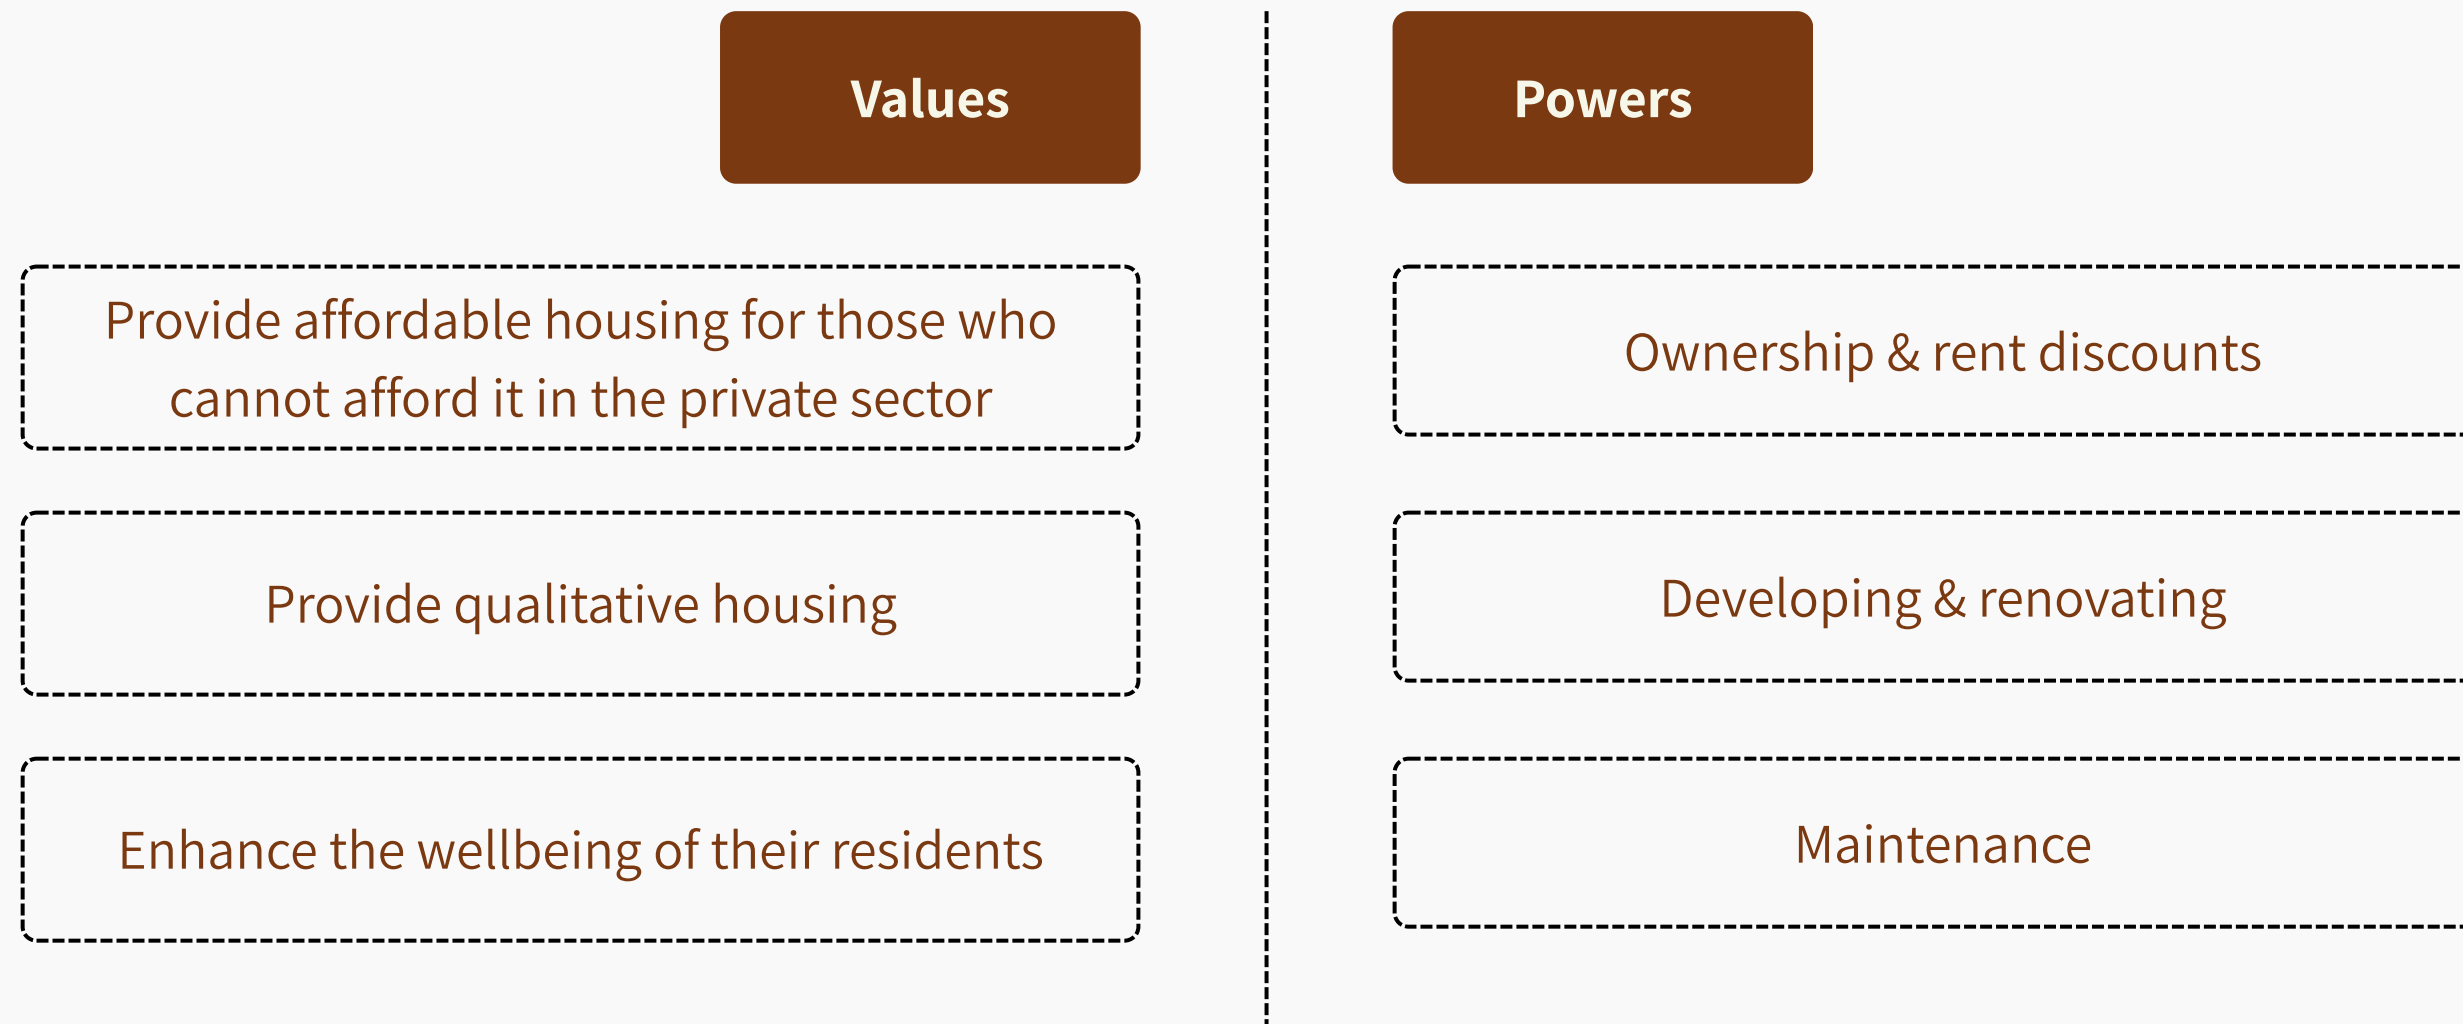 Values
Provide affordable housing for those who
cannot afford it in the private sector
Provide qualitative housing
Enhance the wellbeing of their residents
Powers
Ownership & rent discounts
Developing & renovating
Maintenance